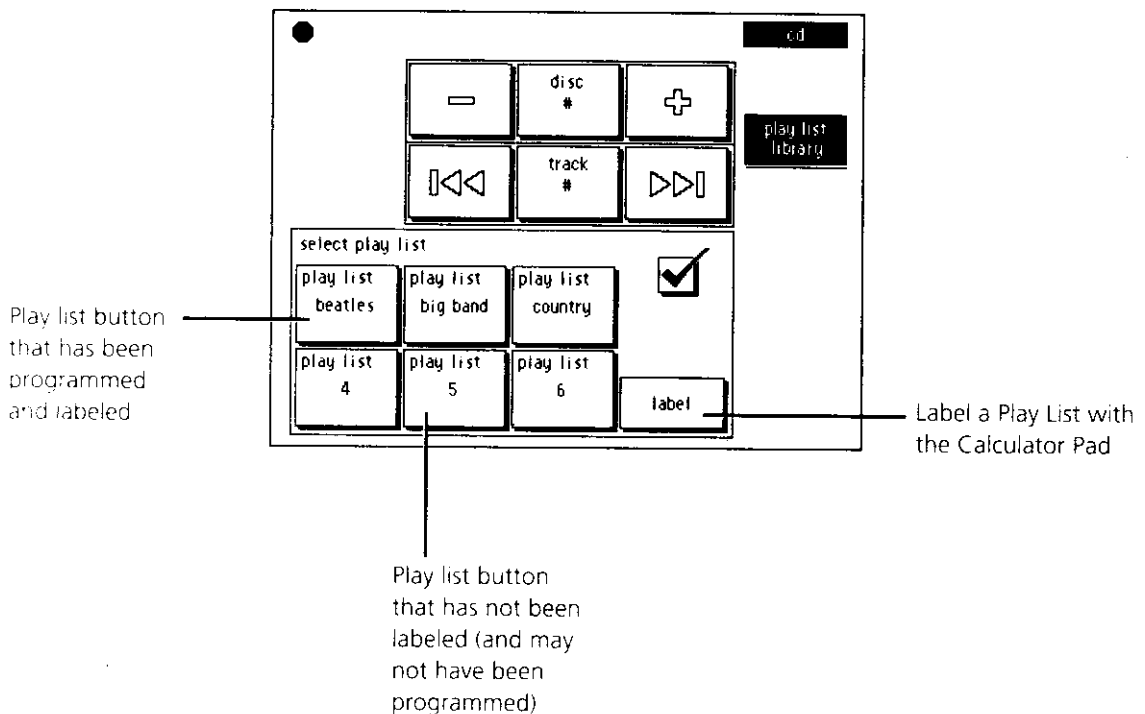 cd
disc
#
play list
library
track
#
select play list
play list
beatles
play list
big band
play list
country
play list
4
play list
5
play list
6
label
Play list button
that has been
programmed
and labeled
Label a Play List with
the Calculator Pad
Play list button
that has not been
labeled (and may
not have been
programmed)